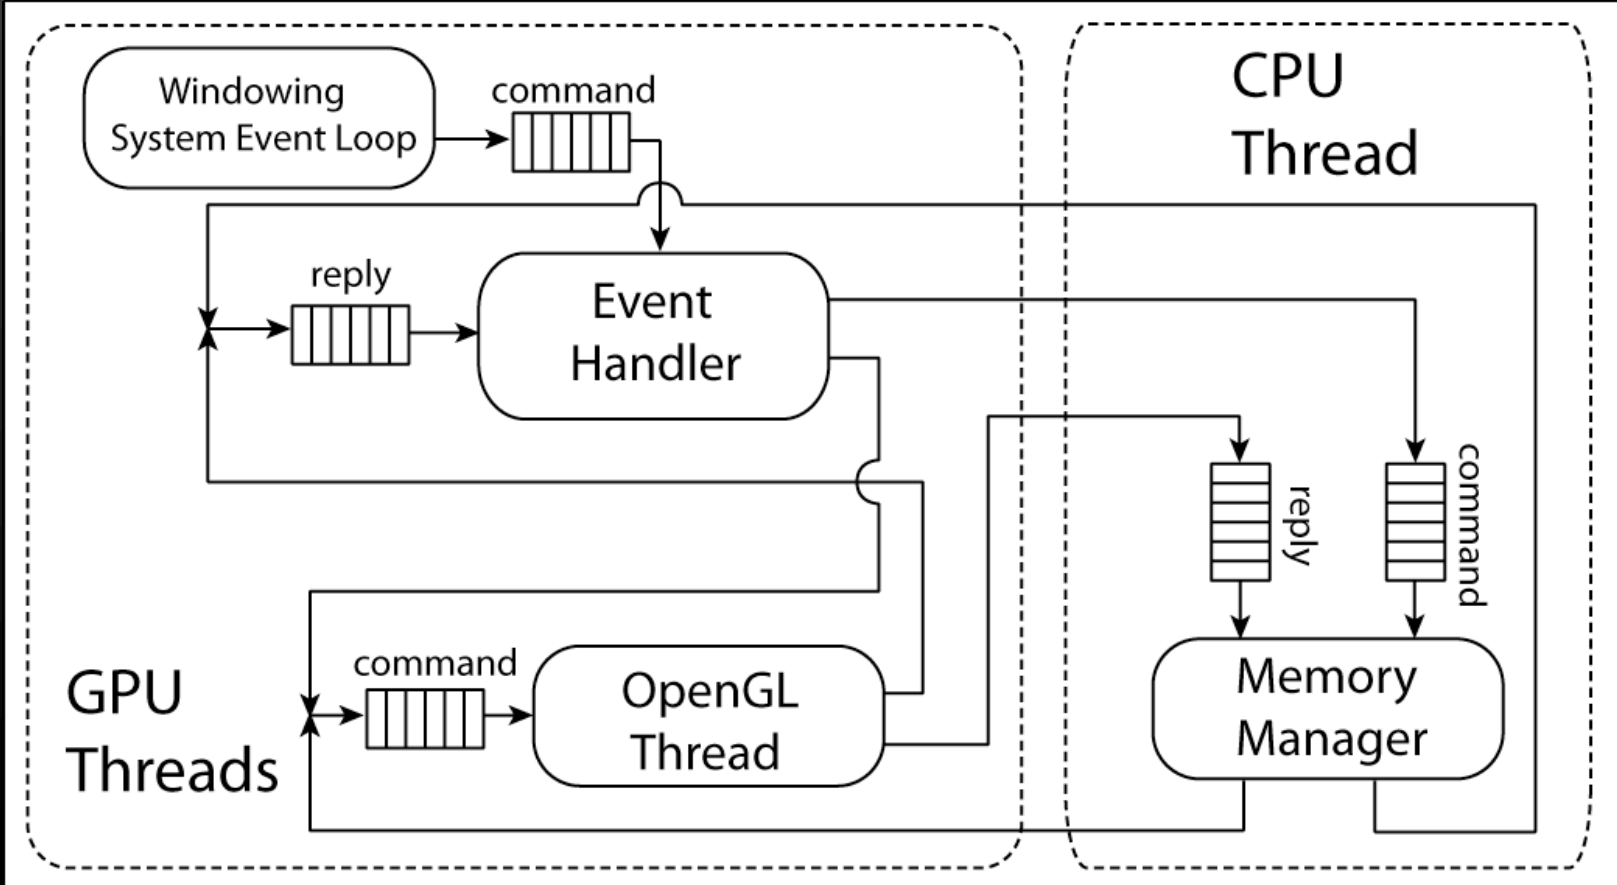 Windowing
System Event Loop
command
CPU
Thread
reply
Event
Handler
reply
command
GPU
Threads
command
OpenGL
Thread
Memory
Manager